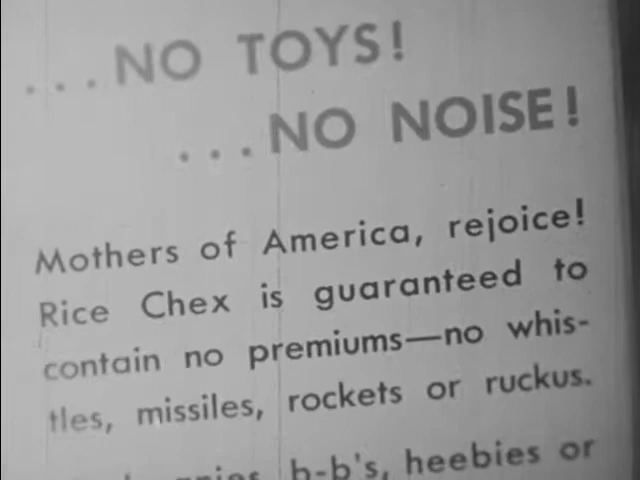 ...NO TOYS!
...NO NOISE!
Mothers of America, rejoice!
Rice Chex is guaranteed to
contain no premiums—no whis-
tles, missiles, rockets or ruckus.
b-b's, heebies or